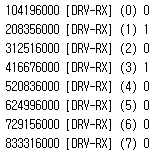 104196000 [DRV-RX] (0) 0
208356000 [DRV-RX] (1) 1
312516000 [DRV-RX] (2) 0
416676000 [DRV-RX] (3) 1
520836000 [DRV-RX] (4) 0
624996000 [DRV-RX] (5) 0
729156000 [DRV-RX] (6) 0
833316000 [DRV-RX] (7) 0